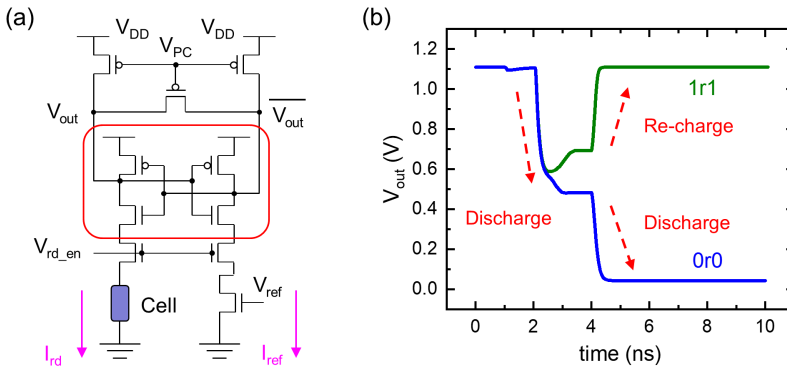 (a)
V_DD V_DD
V_PC
V_out
V̅_out
V_rd_en
Cell
V_ref
I_rd
I_ref
(b)
1.2
1.0
0.8
0.6
0.4
0.2
0.0
V_out (V)
1r1
Re-charge
Discharge
Discharge
0r0
0 2 4 6 8 10
time (ns)